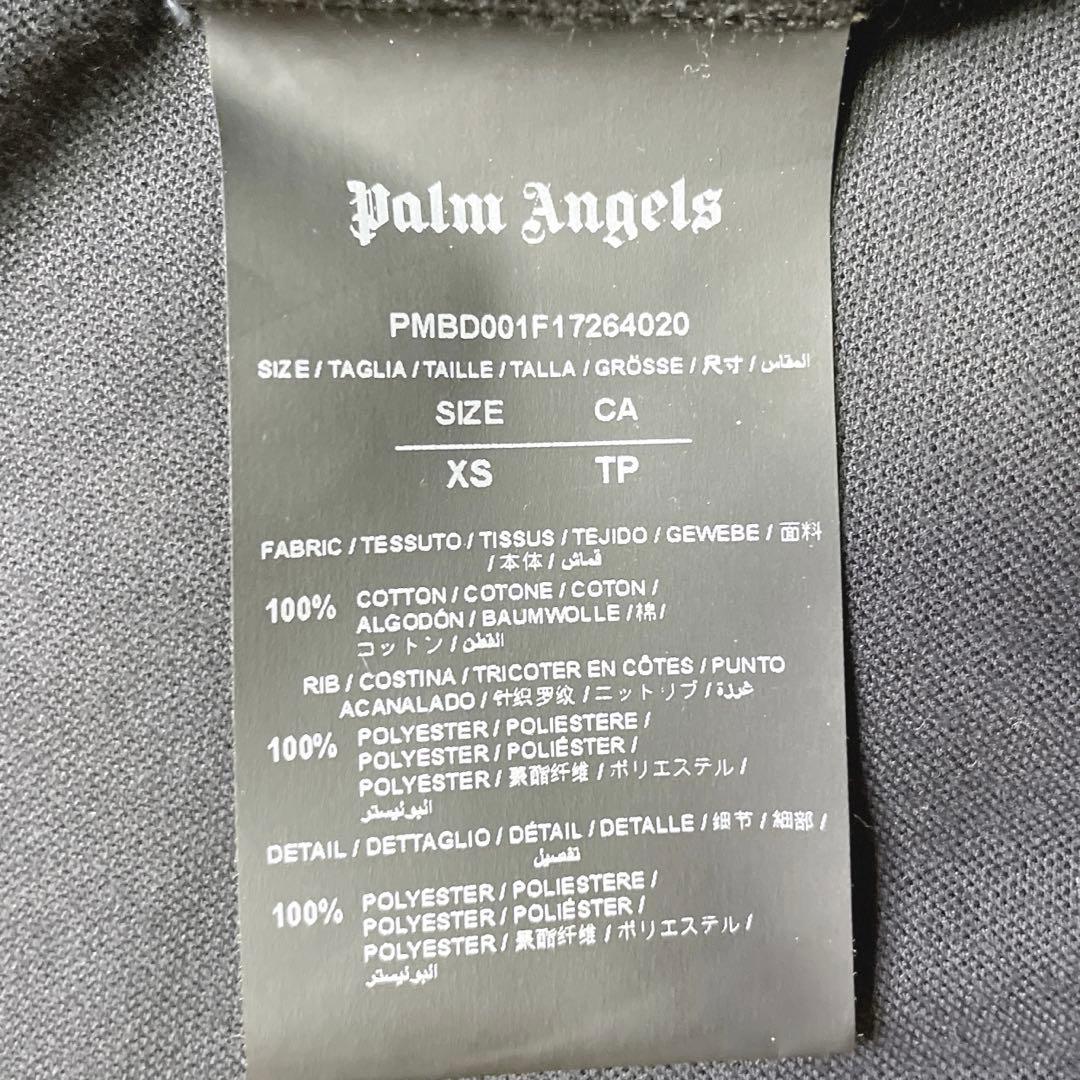 Palm Angels
PMBD001F17264020
SIZE / TAGLIA / TAILLE / TALLA / GRÖSSE / 尺寸 / المقاس
SIZE CA
XS TP
FABRIC / TESSUTO / TISSUS / TEJIDO / GEWEBE / 面料
/ 本体 / قماش
100% COTTON / COTONE / COTON /
ALGODÓN / BAUMWOLLE / 棉 /
コットン / القطن
RIB / COSTINA / TRICOTER EN CÔTES / PUNTO
ACANALADO / 针织罗纹 / ニットリブ / غرزة
100% POLYESTER / POLIESTERE /
POLYESTER / POLIÉSTER /
POLYESTER / 聚酯纤维 / ポリエステル /
البوليستر
DETAIL / DETTAGLIO / DÉTAIL / DETALLE / 细节 / 細部 /
تفصيل
100% POLYESTER / POLIESTERE /
POLYESTER / POLIÉSTER /
POLYESTER / 聚酯纤维 / ポリエステル /
البوليستر